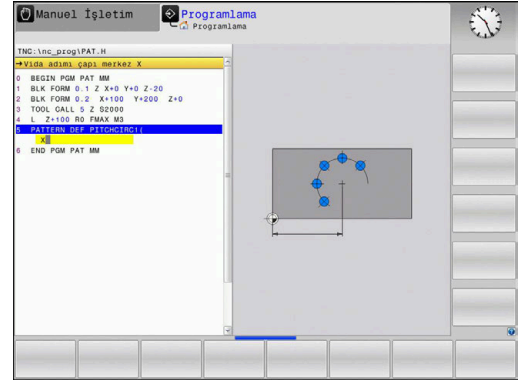 Manuel İşletim
Programlama
Programlama
TNC:\nc_prog\PAT.H
→Vida adımı çapı merkez X
0 BEGIN PGM PAT MM
1 BLK FORM 0.1 Z X+0 Y+0 Z-20
2 BLK FORM 0.2 X+100 Y+200 Z+0
3 TOOL CALL 5 Z S2000
4 L Z+100 R0 FMAX M3
5 PATTERN DEF PITCHCIRC1(
X
6 END PGM PAT MM